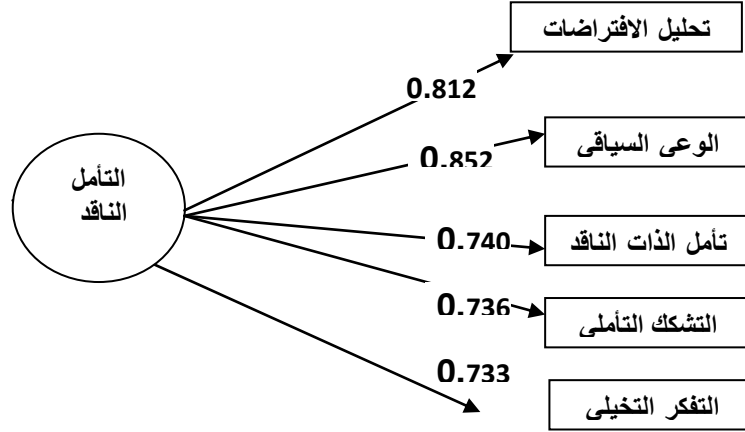 تحليل الافتراضات
0.812
الوعى السياقى
0.852
التأمل
الناقد
تأمل الذات الناقد
0.740
التشكك التأملى
0.736
التفكر التخيلى
0.733